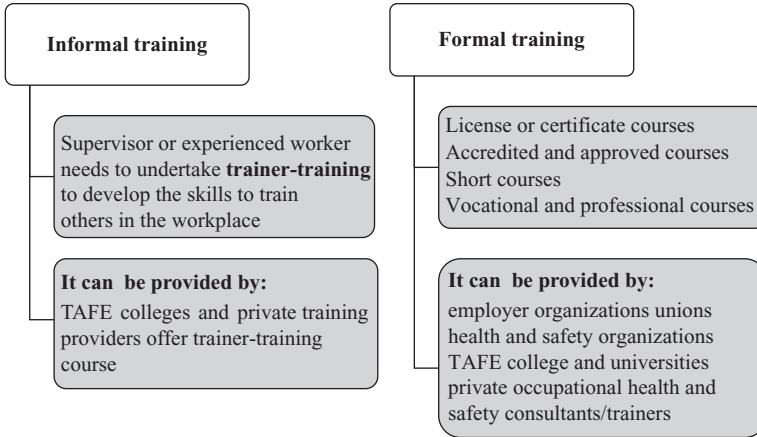 Informal training
Supervisor or experienced worker
needs to undertake trainer-training
to develop the skills to train
others in the workplace
It can be provided by:
TAFE colleges and private training
providers offer trainer-training
course
Formal training
License or certificate courses
Accredited and approved courses
Short courses
Vocational and professional courses
It can be provided by:
employer organizations unions
health and safety organizations
TAFE college and universities
private occupational health and
safety consultants/trainers